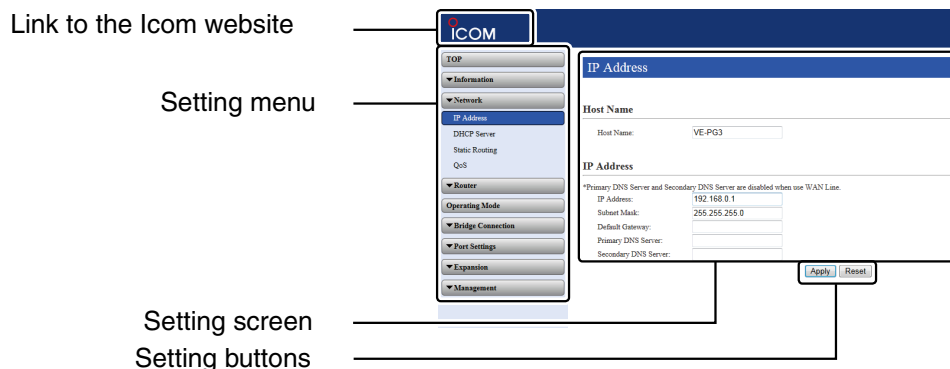 Link to the Icom website
ICOM
TOP
▼Information
Setting menu
▼Network
IP Address
DHCP Server
Static Routing
QoS
▼Router
Operating Mode
▼Bridge Connection
▼Port Settings
▼Expansion
▼Management
IP Address
Host Name
Host Name: VE-PG3
IP Address
*Primary DNS Server and Secondary DNS Server are disabled when use WAN Line.
IP Address: 192.168.0.1
Subnet Mask: 255.255.255.0
Default Gateway:
Primary DNS Server:
Secondary DNS Server:
Apply Reset
Setting screen
Setting buttons